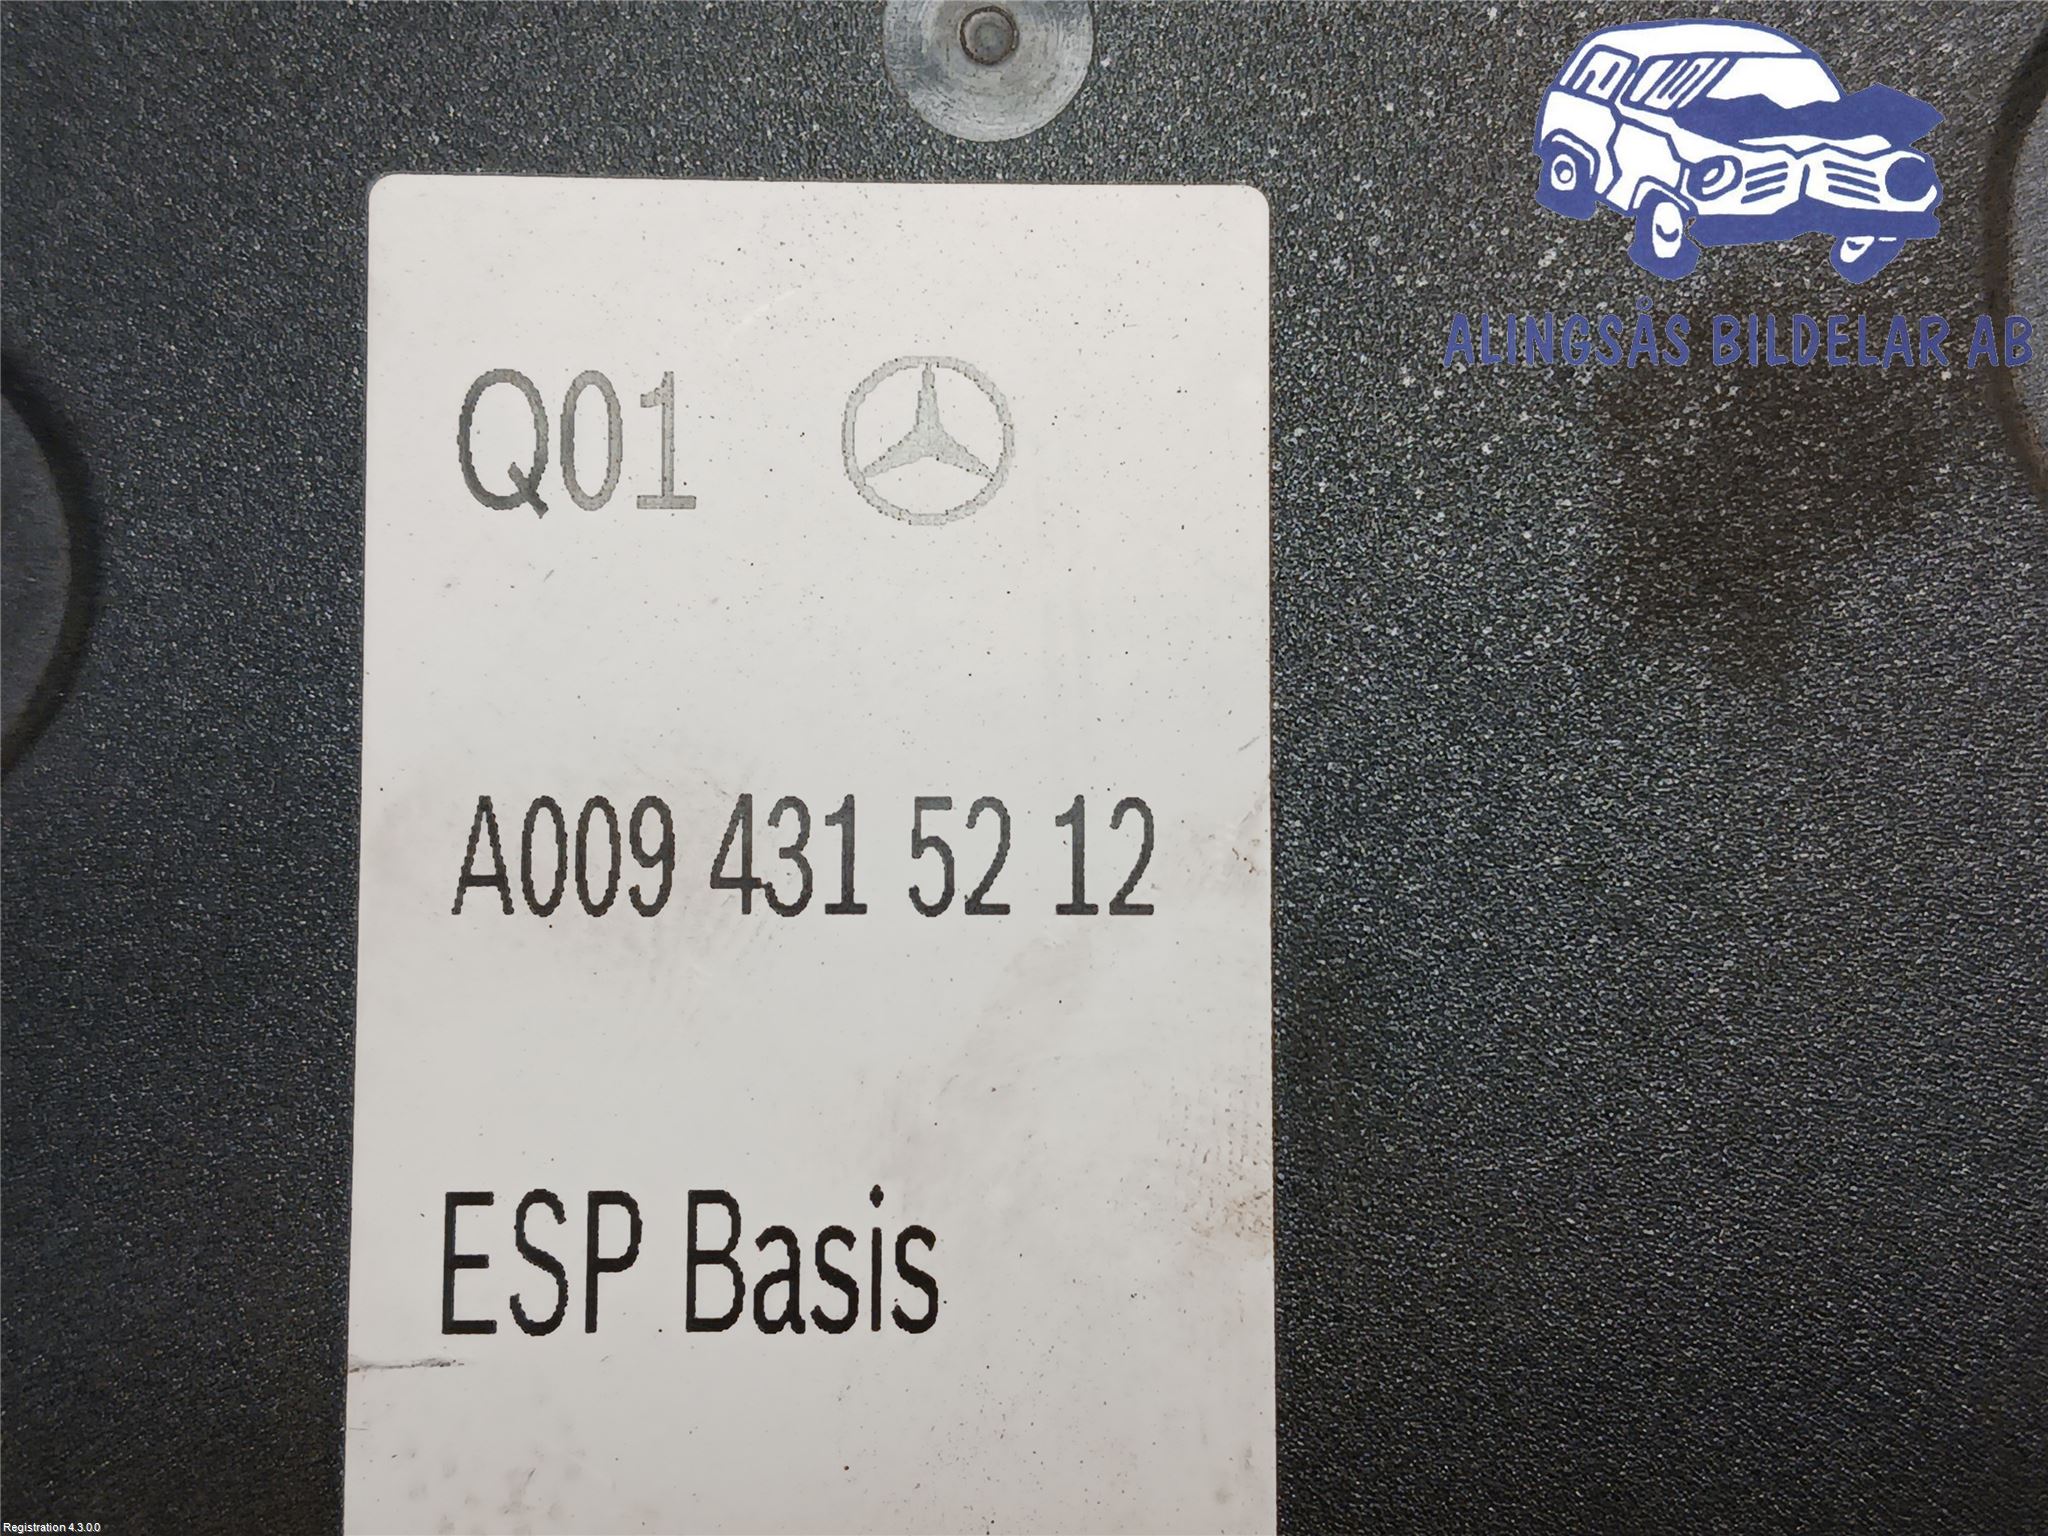 ALINGSÅS BILDELAR AB
Q01
A009 431 52 12
ESP Basis
Registration 4.3.0.0